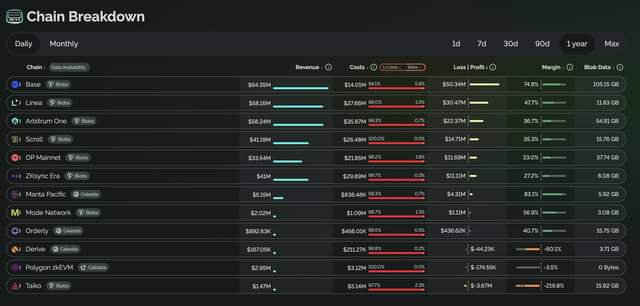 Chain Breakdown
Daily Monthly 1d 7d 30d 90d 1 year Max
Chain Data Availability Revenue Costs L1 Data Blobs Loss | Profit Margin Blob Data
Base Blobs $64.35M $14.01M 94.1% 5.9% $50.34M 74.8% 105.15 GB
Linea Blobs $58.16M $27.66M 99.0% 1.0% $30.47M 47.7% 11.83 GB
Arbitrum One Blobs $58.24M $35.87M 99.3% 0.7% $22.37M 36.7% 54.91 GB
Scroll Blobs $41.19M $26.48M 100.0% 0.0% $14.71M 35.3% 15.76 GB
OP Mainnet Blobs $33.54M $21.85M 98.2% 1.8% $11.69M 33.0% 37.74 GB
ZKsync Era Blobs $41M $29.89M 99.7% 0.3% $11.11M 27.2% 8.08 GB
Manta Pacific Celestia $5.15M $836.48K 99.3% 0.7% $4.31M 83.1% 5.92 GB
Mode Network Blobs $2.02M $1.09M 98.7% 1.3% $1.11M 56.9% 3.08 GB
Orderly Celestia $892.63K $456.01K 99.5% 0.5% $436.62K 40.7% 15.75 GB
Derive Celestia $167.05K $211.27K 99.8% 0.2% $-44.23K -60.1% 3.71 GB
Polygon zkEVM Calldata $2.95M $3.12M 100.0% 0.0% $-174.55K -3.5% 0 Bytes
Taiko Blobs $1.47M $5.14M 97.7% 2.3% $-3.67M -219.8% 15.82 GB